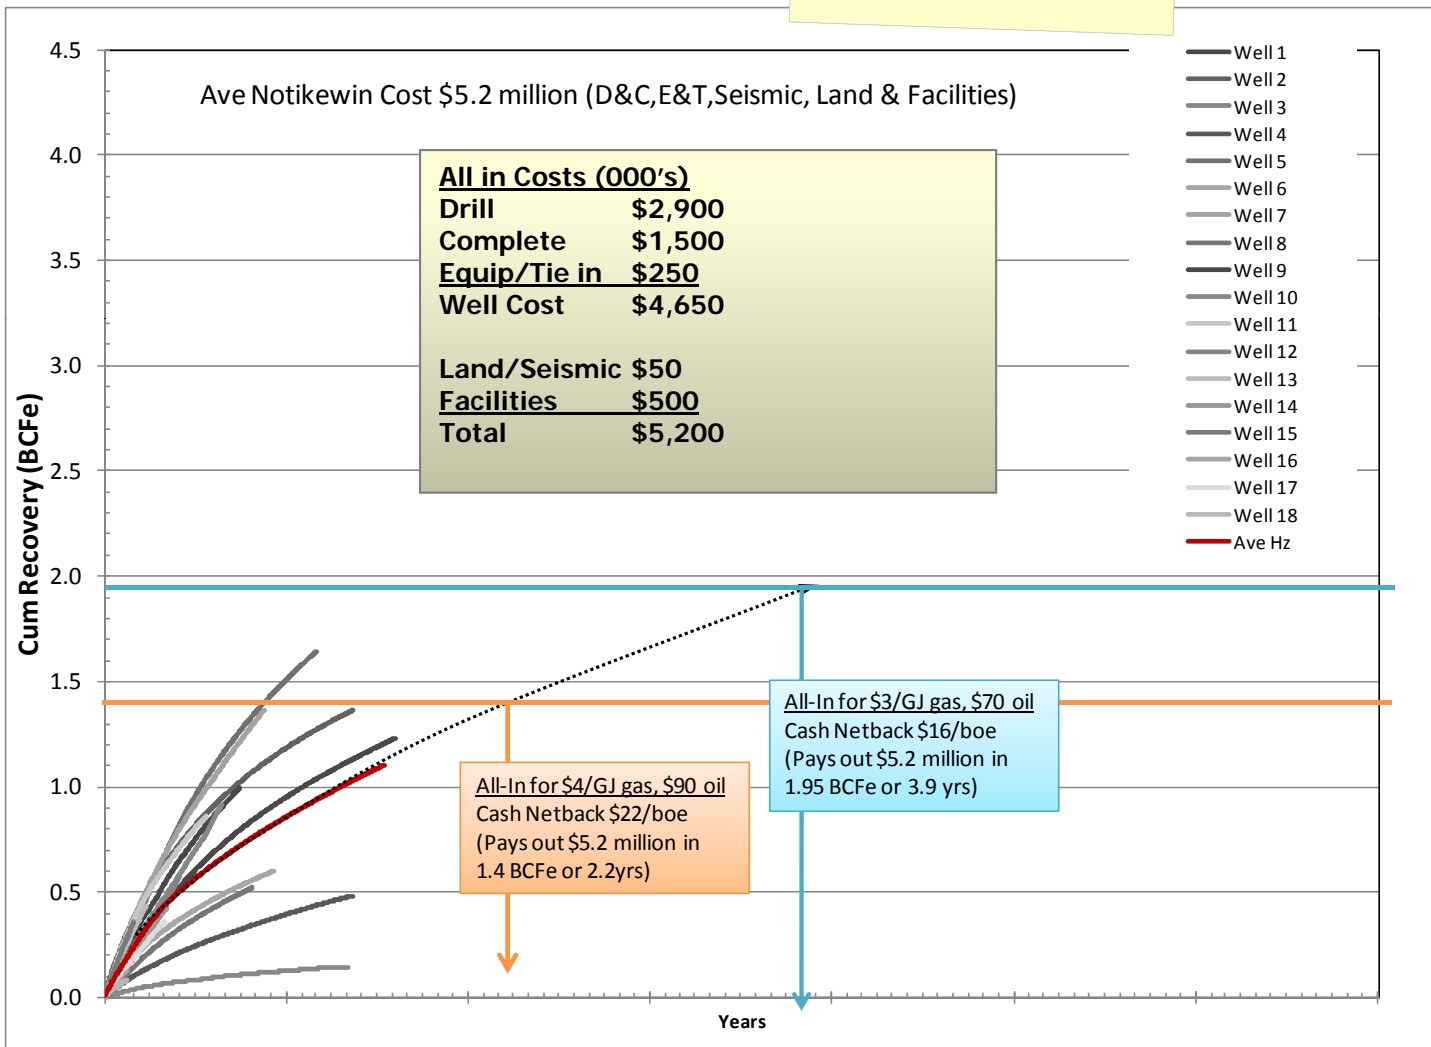 Ave Notikewin Cost $5.2 million (D&C,E&T,Seismic, Land & Facilities)
All in Costs (000's)
Drill $2,900
Complete $1,500
Equip/Tie in $250
Well Cost $4,650
Land/Seismic $50
Facilities $500
Total $5,200
Cum Recovery (BCFe)
4.5
4.0
3.5
3.0
2.5
2.0
1.5
1.0
0.5
0.0
All-In for $4/GJ gas, $90 oil
Cash Netback $22/boe
(Pays out $5.2 million in
1.4 BCFe or 2.2yrs)
All-In for $3/GJ gas, $70 oil
Cash Netback $16/boe
(Pays out $5.2 million in
1.95 BCFe or 3.9 yrs)
Years
Well 1
Well 2
Well 3
Well 4
Well 5
Well 6
Well 7
Well 8
Well 9
Well 10
Well 11
Well 12
Well 13
Well 14
Well 15
Well 16
Well 17
Well 18
Ave Hz